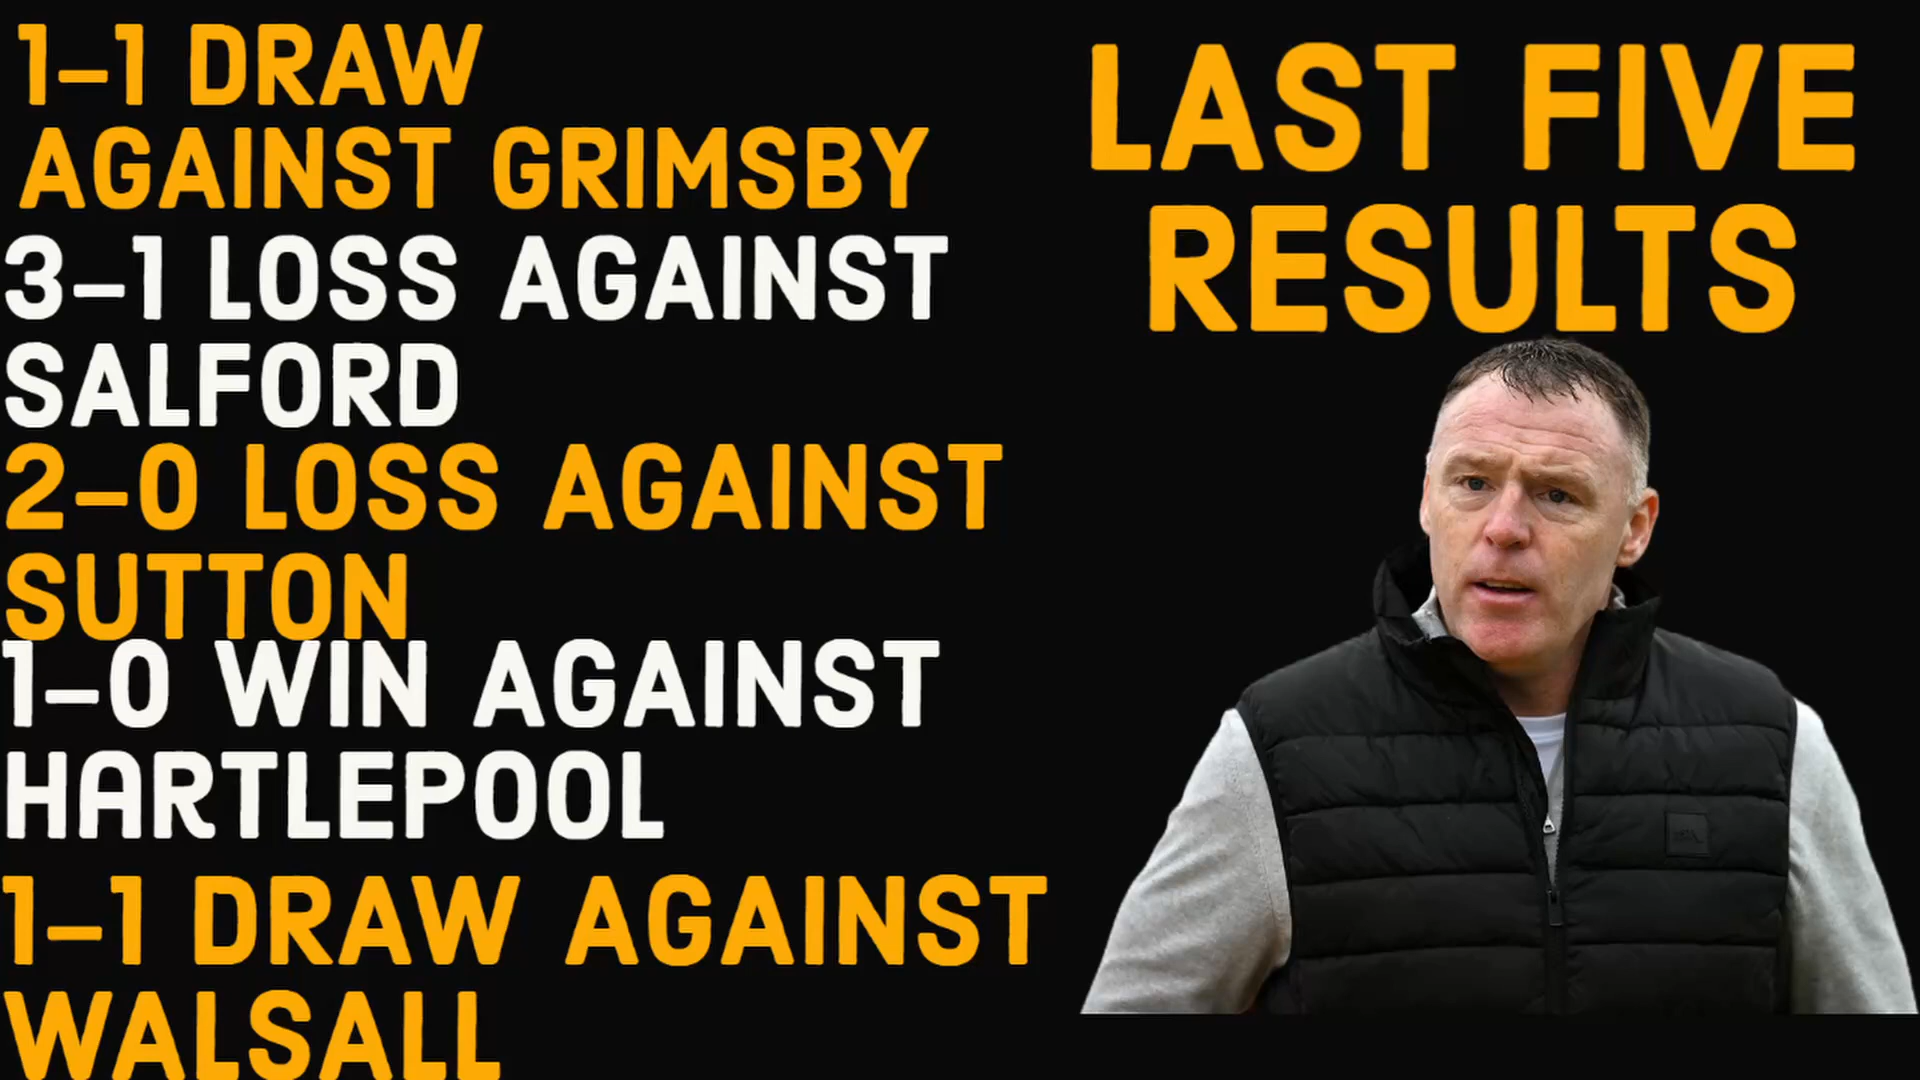 1-1 DRAW
AGAINST GRIMSBY
3-1 LOSS AGAINST
SALFORD
2-0 LOSS AGAINST
SUTTON
1-0 WIN AGAINST
HARTLEPOOL
1-1 DRAW AGAINST
WALSALL
LAST FIVE
RESULTS